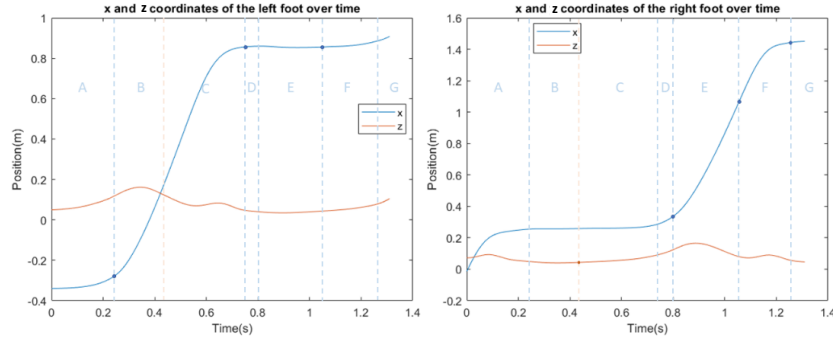 x and z coordinates of the left foot over time
1
0.8
0.6
0.4
0.2
0
-0.2
-0.4
Position(m)
A B C D E F G
x
z
0 0.2 0.4 0.6 0.8 1 1.2 1.4
Time(s)
x and z coordinates of the right foot over time
1.6
1.4
1.2
1
0.8
0.6
0.4
0.2
0
-0.2
Position(m)
x
z
A B C D E F G
0 0.2 0.4 0.6 0.8 1 1.2 1.4
Time(s)